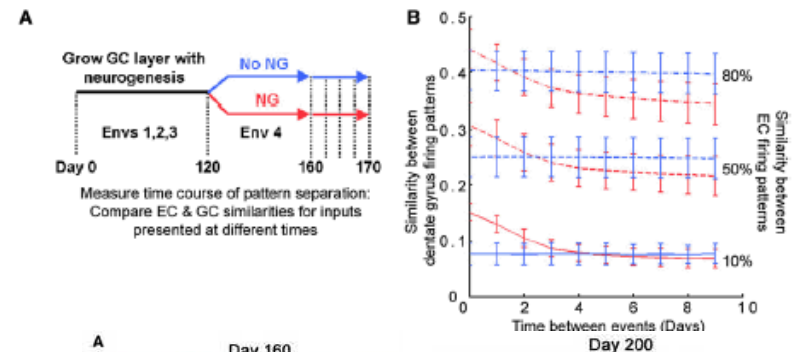 A
Grow GC layer with
neurogenesis
No NG
NG
Envs 1,2,3
Env 4
Day 0
120
160
170
Measure time course of pattern separation:
Compare EC & GC similarities for inputs
presented at different times
B
Similarity between
dentate gyrus firing patterns
0.5
0.4
0.3
0.2
0.1
0
0
2
4
6
8
10
Time between events (Days)
80%
50%
10%
Similarity between
EC firing patterns
A
Day 160
Day 200